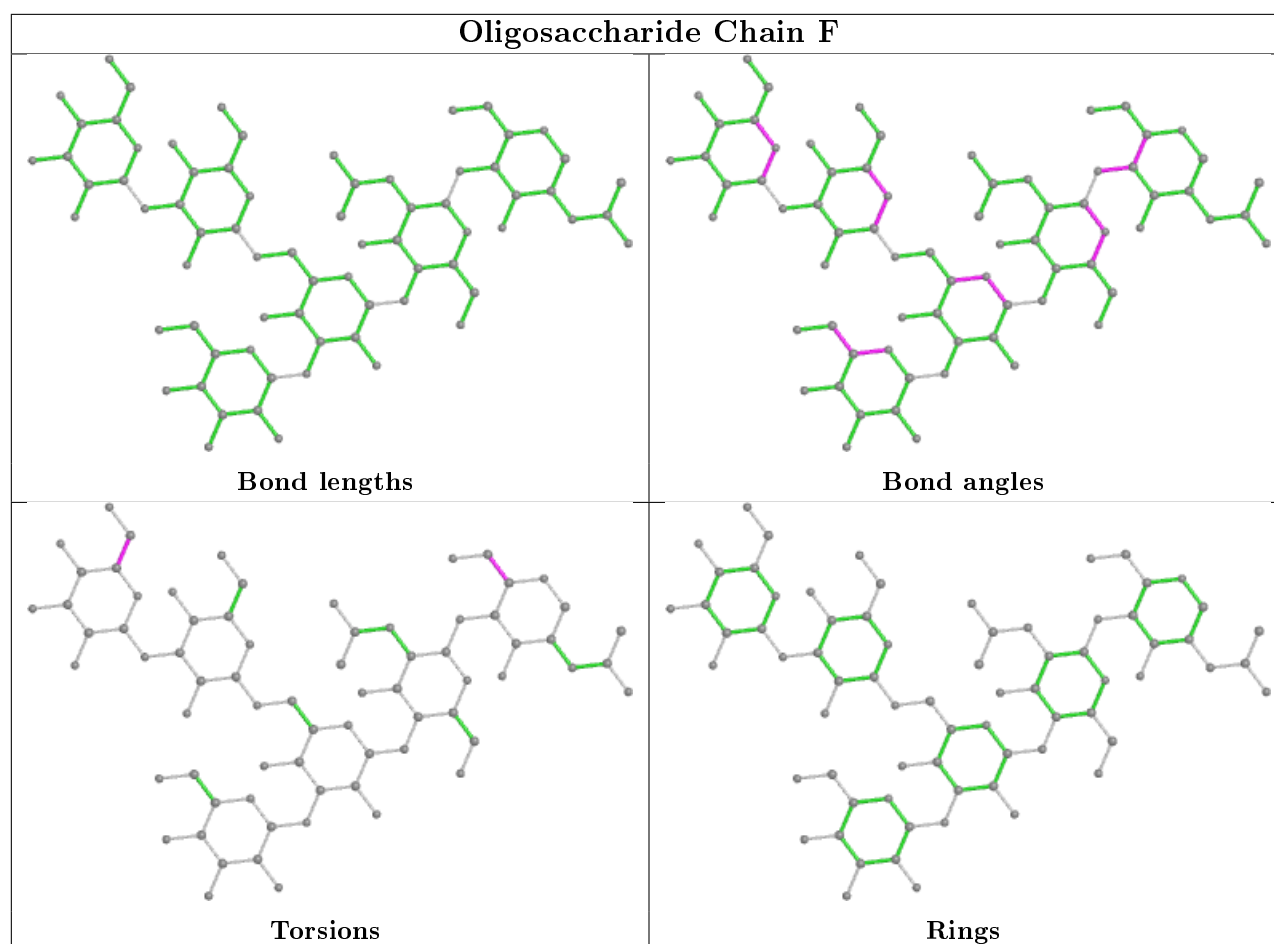 Oligosaccharide Chain F
Bond lengths
Bond angles
Torsions
Rings